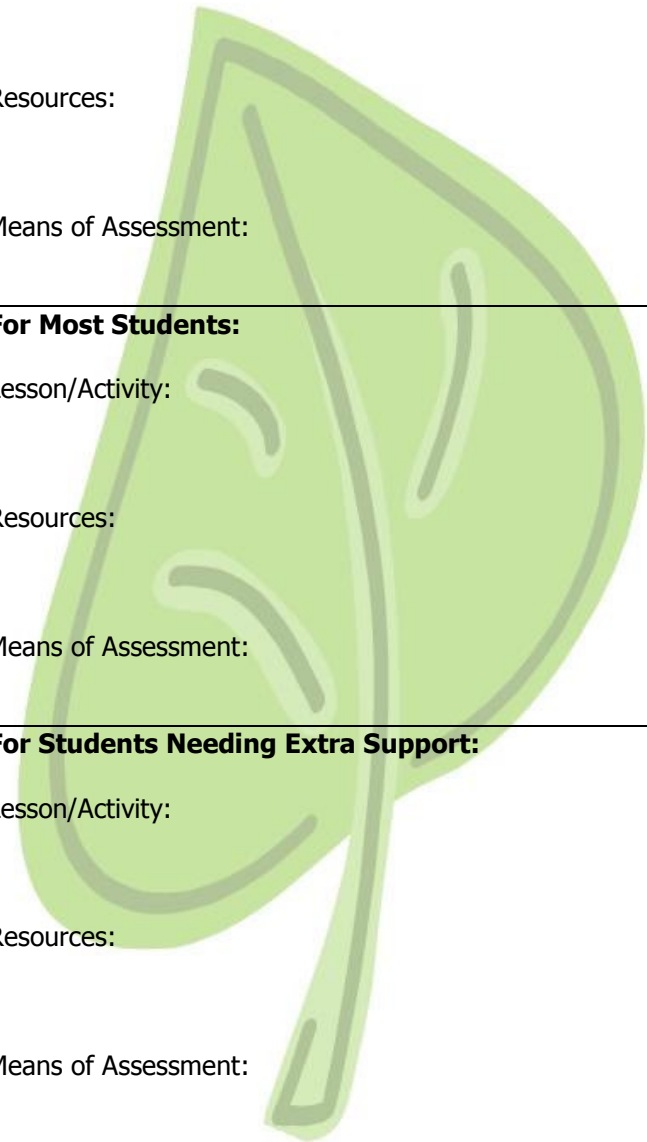 Resources:
Means of Assessment:
For Most Students:
Lesson/Activity:
Resources:
Means of Assessment:
For Students Needing Extra Support:
Lesson/Activity:
Resources:
Means of Assessment: